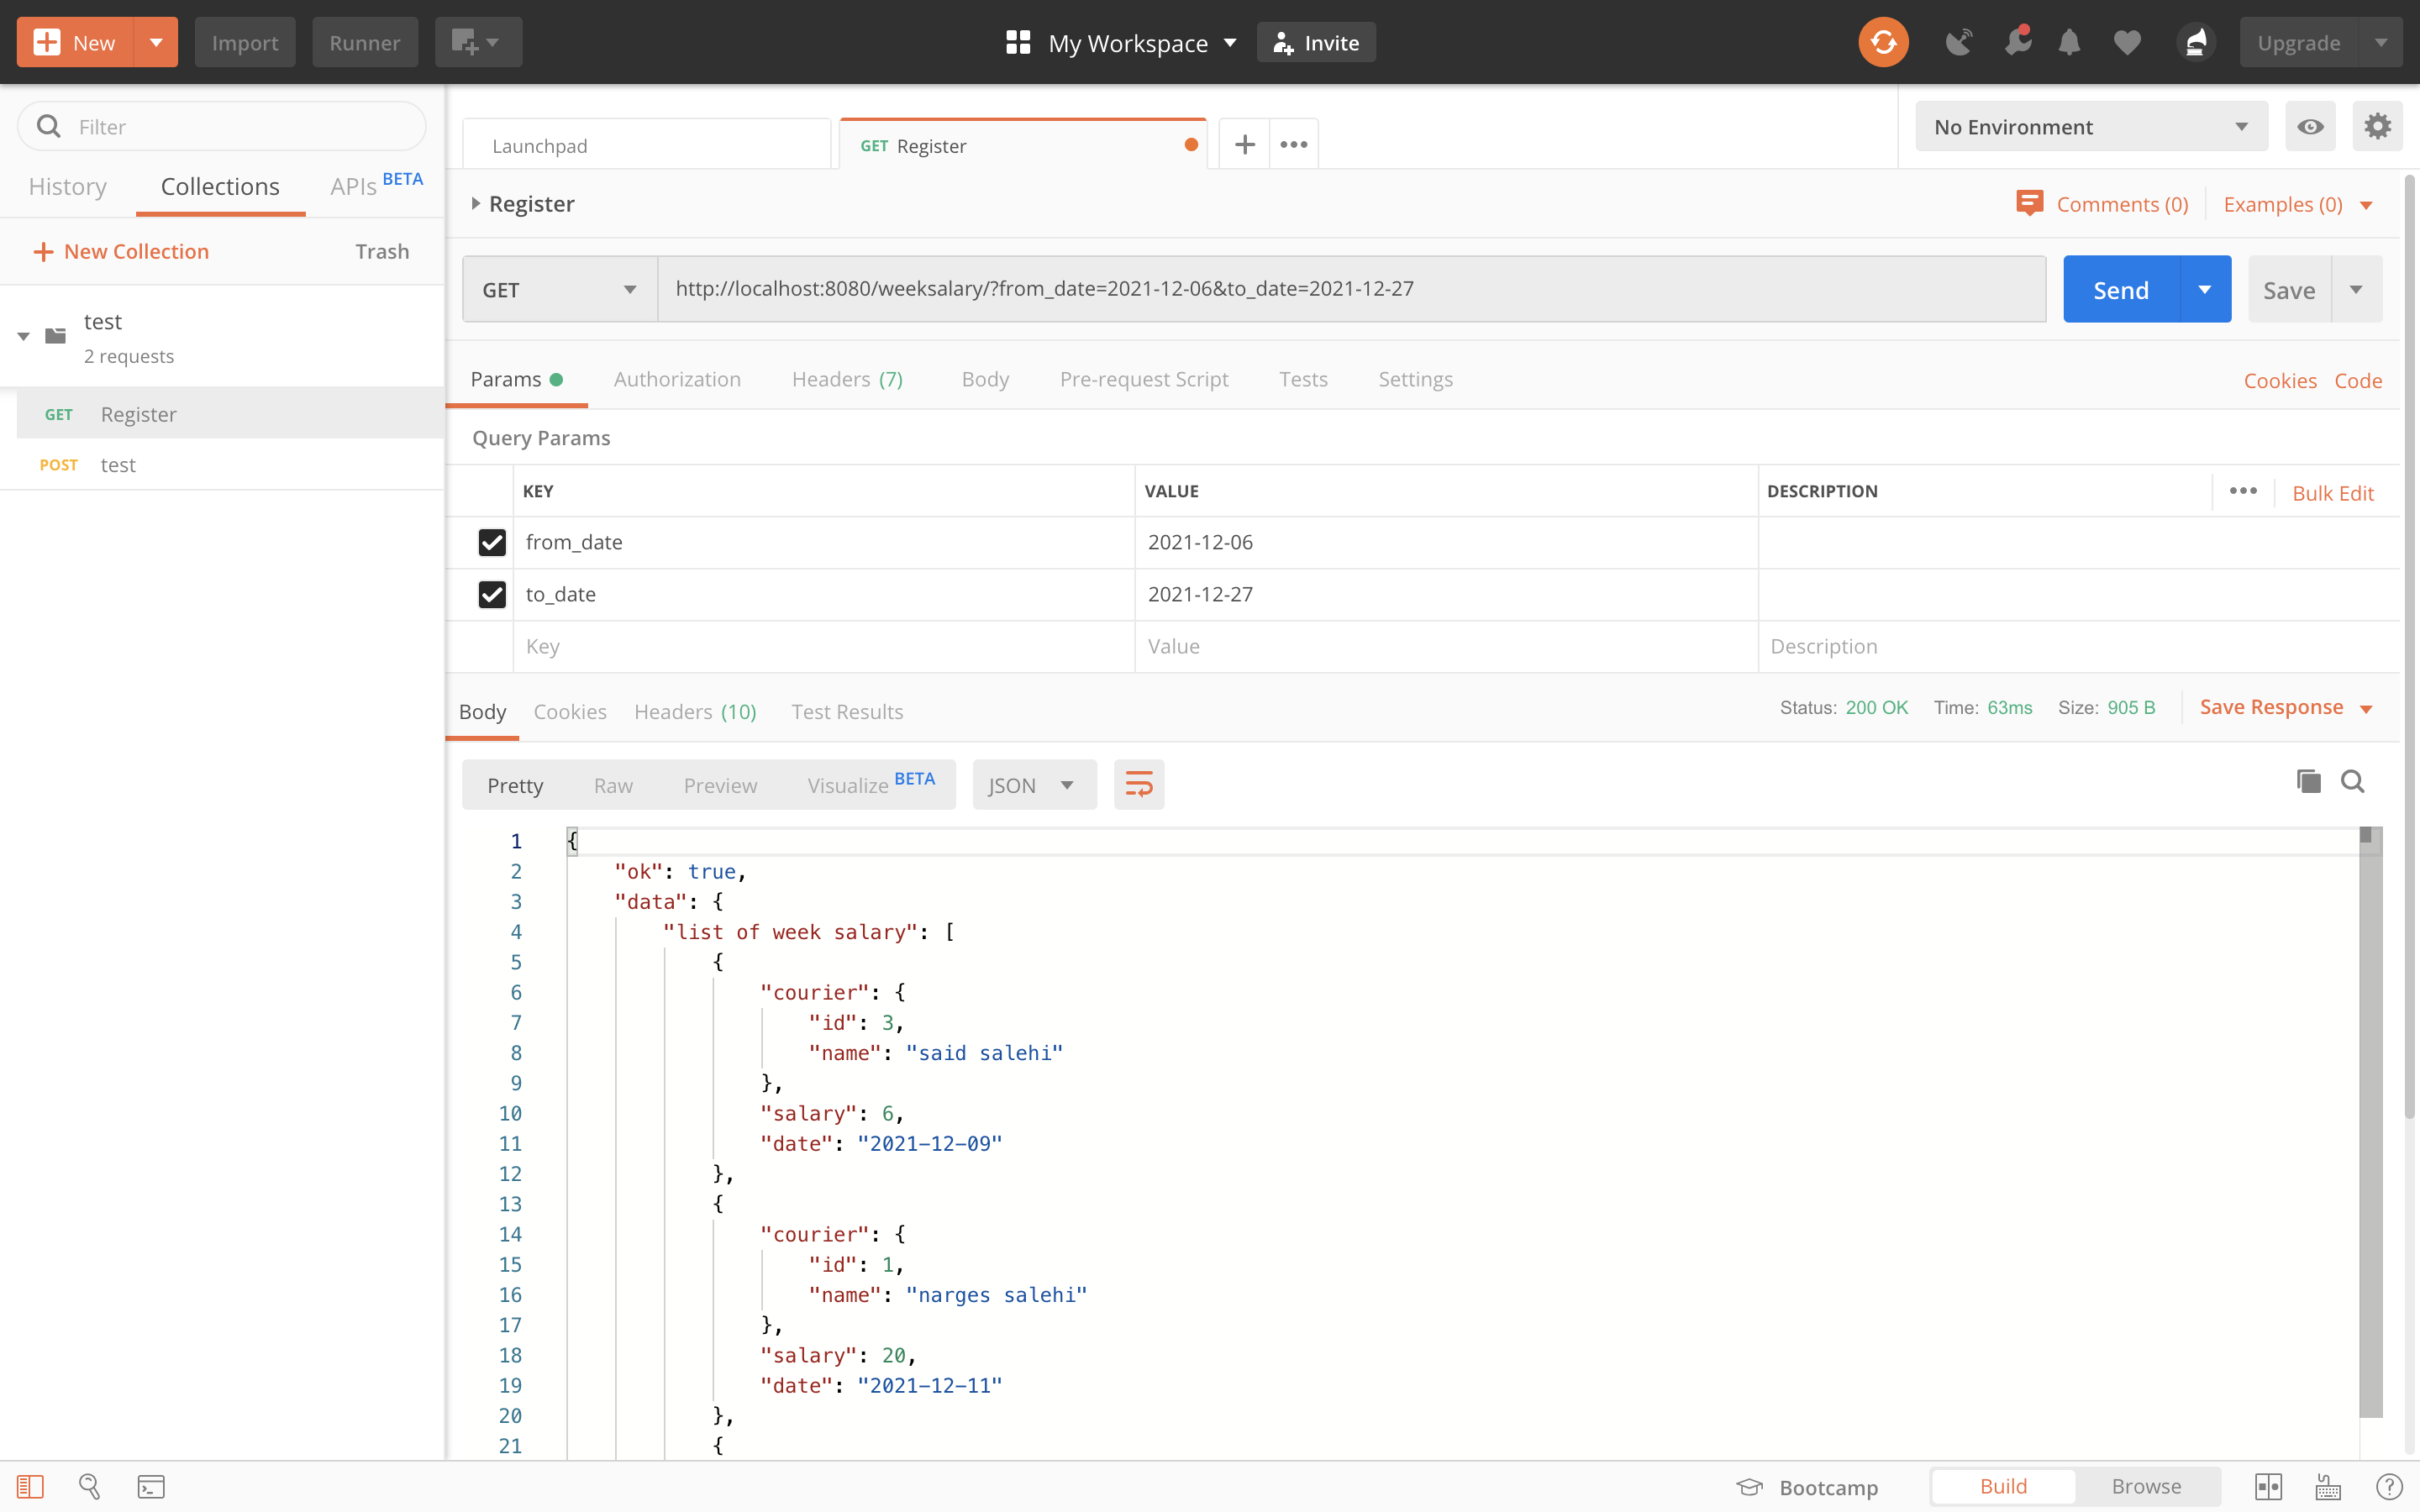 New
Import
Runner
My Workspace
Invite
Upgrade
Filter
History
Collections
APIs BETA
New Collection
Trash
test
2 requests
GET Register
POST test
Launchpad
GET Register
No Environment
Register
Comments (0)
Examples (0)
GET
http://localhost:8080/weeksalary/?from_date=2021-12-06&to_date=2021-12-27
Send
Save
Params
Authorization
Headers (7)
Body
Pre-request Script
Tests
Settings
Cookies
Code
Query Params
KEY VALUE DESCRIPTION
Bulk Edit
from_date 2021-12-06
to_date 2021-12-27
Key Value Description
Body
Cookies
Headers (10)
Test Results
Status: 200 OK
Time: 63ms
Size: 905 B
Save Response
Pretty
Raw
Preview
Visualize BETA
JSON
1 {
2 "ok": true,
3 "data": {
4 "list of week salary": [
5 {
6 "courier": {
7 "id": 3,
8 "name": "said salehi"
9 },
10 "salary": 6,
11 "date": "2021-12-09"
12 },
13 {
14 "courier": {
15 "id": 1,
16 "name": "narges salehi"
17 },
18 "salary": 20,
19 "date": "2021-12-11"
20 },
21 {
Bootcamp
Build
Browse